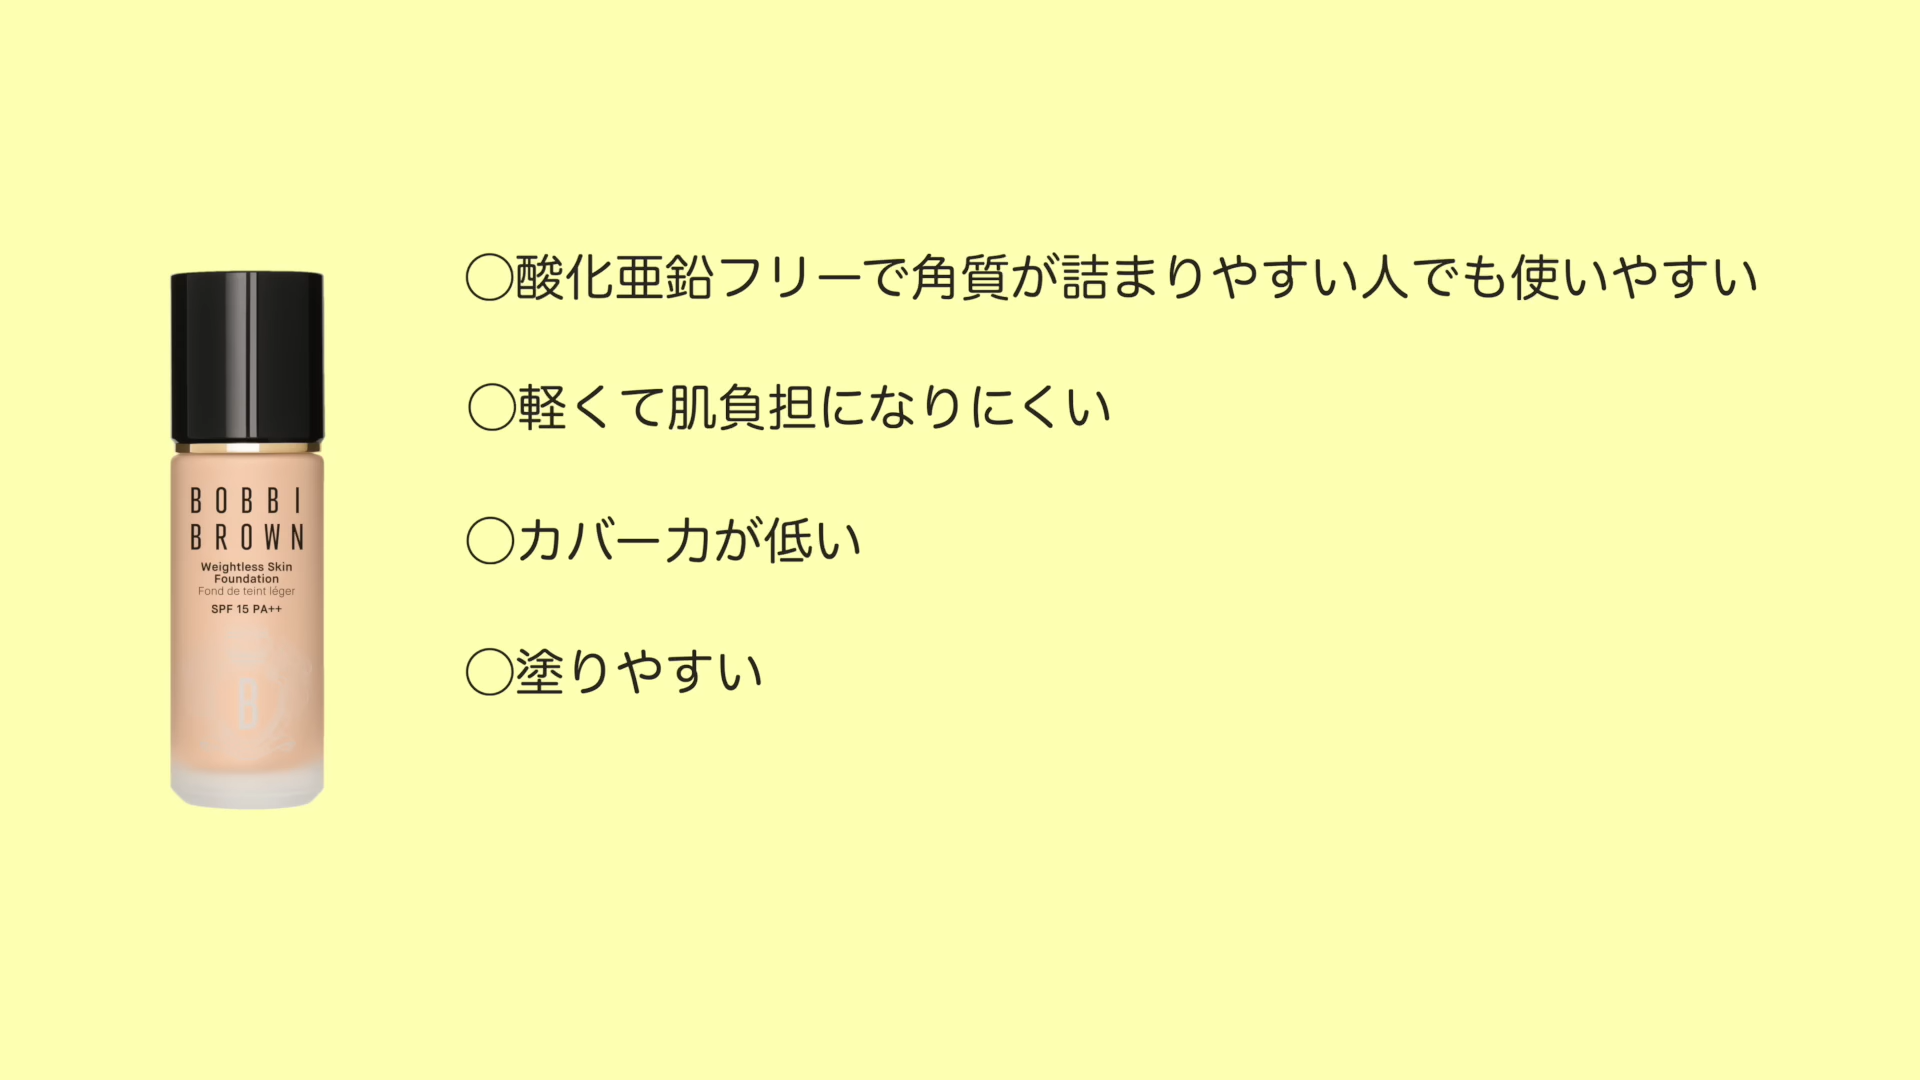 ◯酸化亜鉛フリーで角質が詰まりやすい人でも使いやすい
◯軽くて肌負担になりにくい
◯カバー力が低い
◯塗りやすい
BOBBI
BROWN
Weightless Skin
Foundation
Fond de teint léger
SPF 15 PA++
B